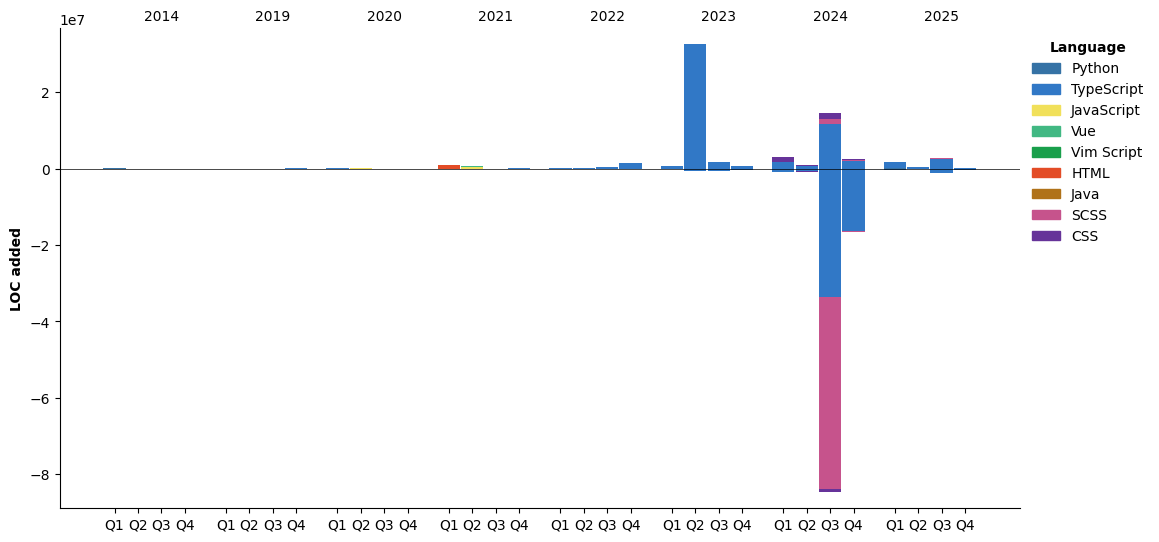 2014 2019 2020 2021 2022 2023 2024 2025
1e7
2
0
−2
−4
−6
−8
LOC added
Q1 Q2 Q3 Q4 Q1 Q2 Q3 Q4 Q1 Q2 Q3 Q4 Q1 Q2 Q3 Q4 Q1 Q2 Q3 Q4 Q1 Q2 Q3 Q4 Q1 Q2 Q3 Q4 Q1 Q2 Q3 Q4
Language
Python
TypeScript
JavaScript
Vue
Vim Script
HTML
Java
SCSS
CSS